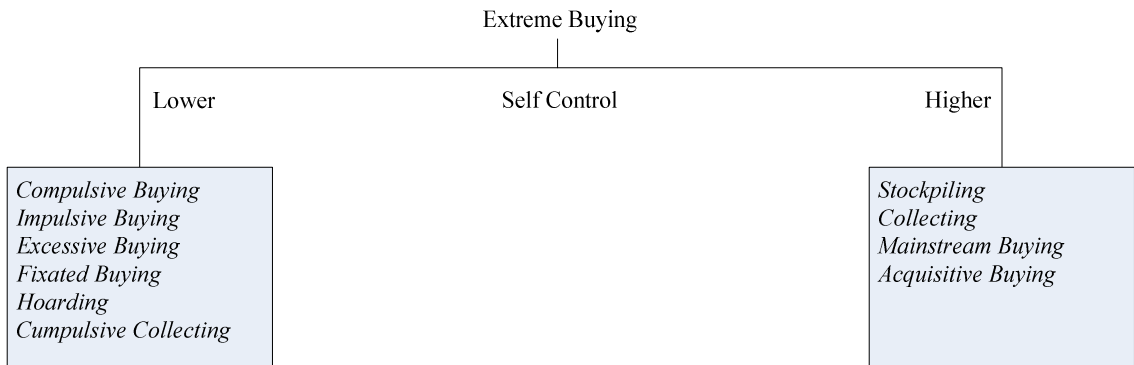 Extreme Buying
Lower
Self Control
Higher
Compulsive Buying
Impulsive Buying
Excessive Buying
Fixated Buying
Hoarding
Cumpulsive Collecting
Stockpiling
Collecting
Mainstream Buying
Acquisitive Buying